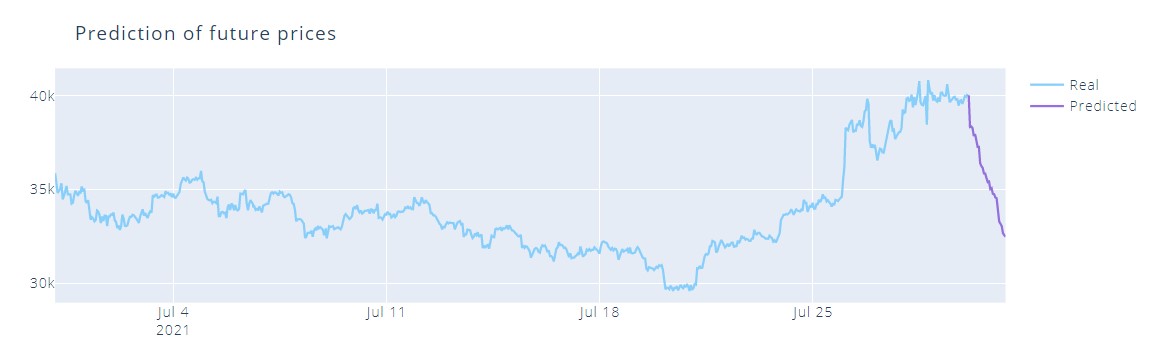 Prediction of future prices
40k
35k
30k
Jul 4
2021
Jul 11
Jul 18
Jul 25
Real
Predicted